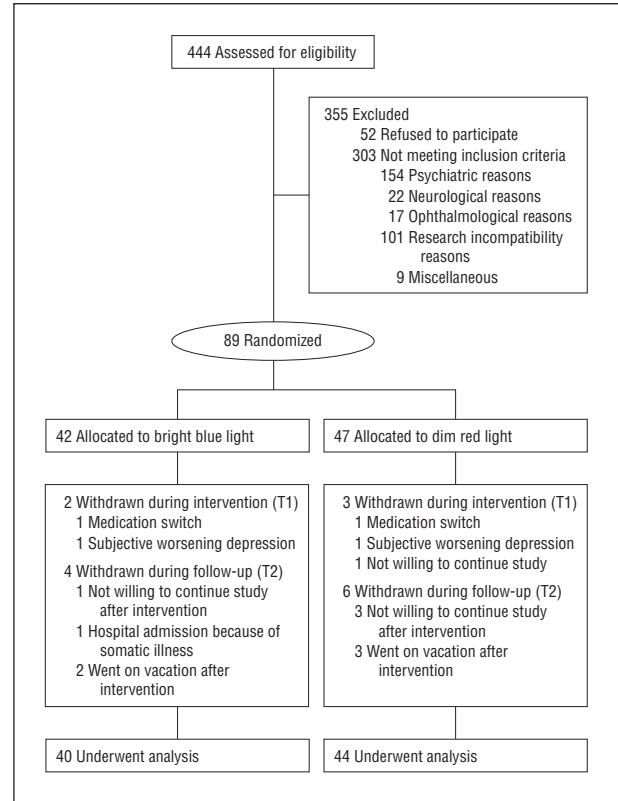 444 Assessed for eligibility
355 Excluded
52 Refused to participate
303 Not meeting inclusion criteria
154 Psychiatric reasons
22 Neurological reasons
17 Ophthalmological reasons
101 Research incompatibility
reasons
9 Miscellaneous
89 Randomized
42 Allocated to bright blue light
47 Allocated to dim red light
2 Withdrawn during intervention (T1)
1 Medication switch
1 Subjective worsening depression
4 Withdrawn during follow-up (T2)
1 Not willing to continue study
after intervention
1 Hospital admission because of
somatic illness
2 Went on vacation after
intervention
3 Withdrawn during intervention (T1)
1 Medication switch
1 Subjective worsening depression
1 Not willing to continue study
6 Withdrawn during follow-up (T2)
3 Not willing to continue study
after intervention
3 Went on vacation after
intervention
40 Underwent analysis
44 Underwent analysis